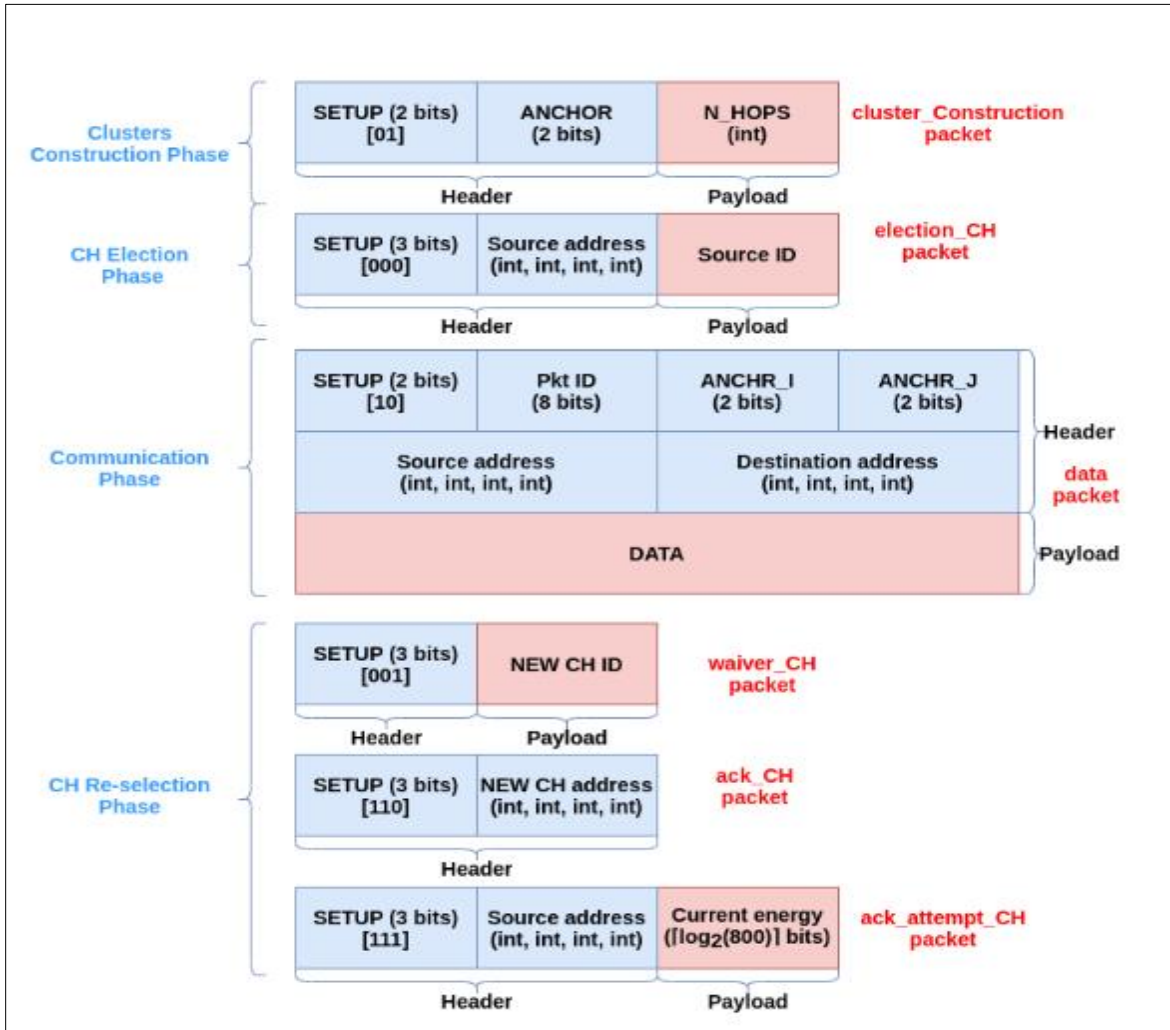 Clusters
Construction Phase
SETUP (2 bits)
[01]
ANCHOR
(2 bits)
N_HOPS
(int)
cluster_Construction
packet
Header
Payload
CH Election
Phase
SETUP (3 bits)
[000]
Source address
(int, int, int, int)
Source ID
election_CH
packet
Header
Payload
Communication
Phase
SETUP (2 bits)
[10]
Pkt ID
(8 bits)
ANCHR_I
(2 bits)
ANCHR_J
(2 bits)
Source address
(int, int, int, int)
Destination address
(int, int, int, int)
Header
data
packet
DATA
Payload
CH Re-selection
Phase
SETUP (3 bits)
[001]
NEW CH ID
waiver_CH
packet
Header
Payload
SETUP (3 bits)
[110]
NEW CH address
(int, int, int, int)
ack_CH
packet
Header
SETUP (3 bits)
[111]
Source address
(int, int, int, int)
Current energy
(⌈log₂(800)⌉ bits)
ack_attempt_CH
packet
Header
Payload